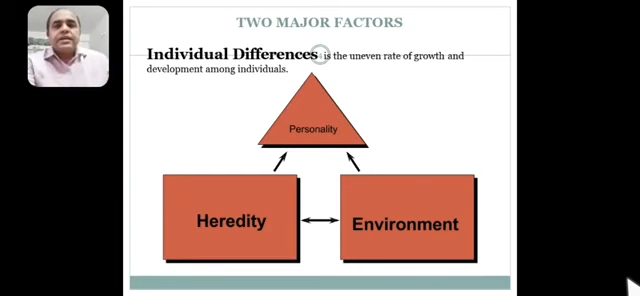 TWO MAJOR FACTORS
Individual Differences is the uneven rate of growth and
development among individuals.
Personality
Heredity
Environment